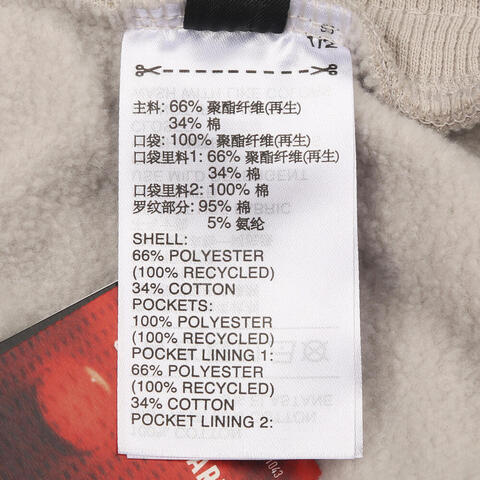 主料: 66% 聚酯纤维(再生)
34% 棉
口袋: 100% 聚酯纤维(再生)
口袋里料1: 66% 聚酯纤维(再生)
34% 棉
口袋里料2: 100% 棉
罗纹部分: 95% 棉
5% 氨纶
SHELL:
66% POLYESTER
(100% RECYCLED)
34% COTTON
POCKETS:
100% POLYESTER
(100% RECYCLED)
POCKET LINING 1:
66% POLYESTER
(100% RECYCLED)
34% COTTON
POCKET LINING 2:
1043